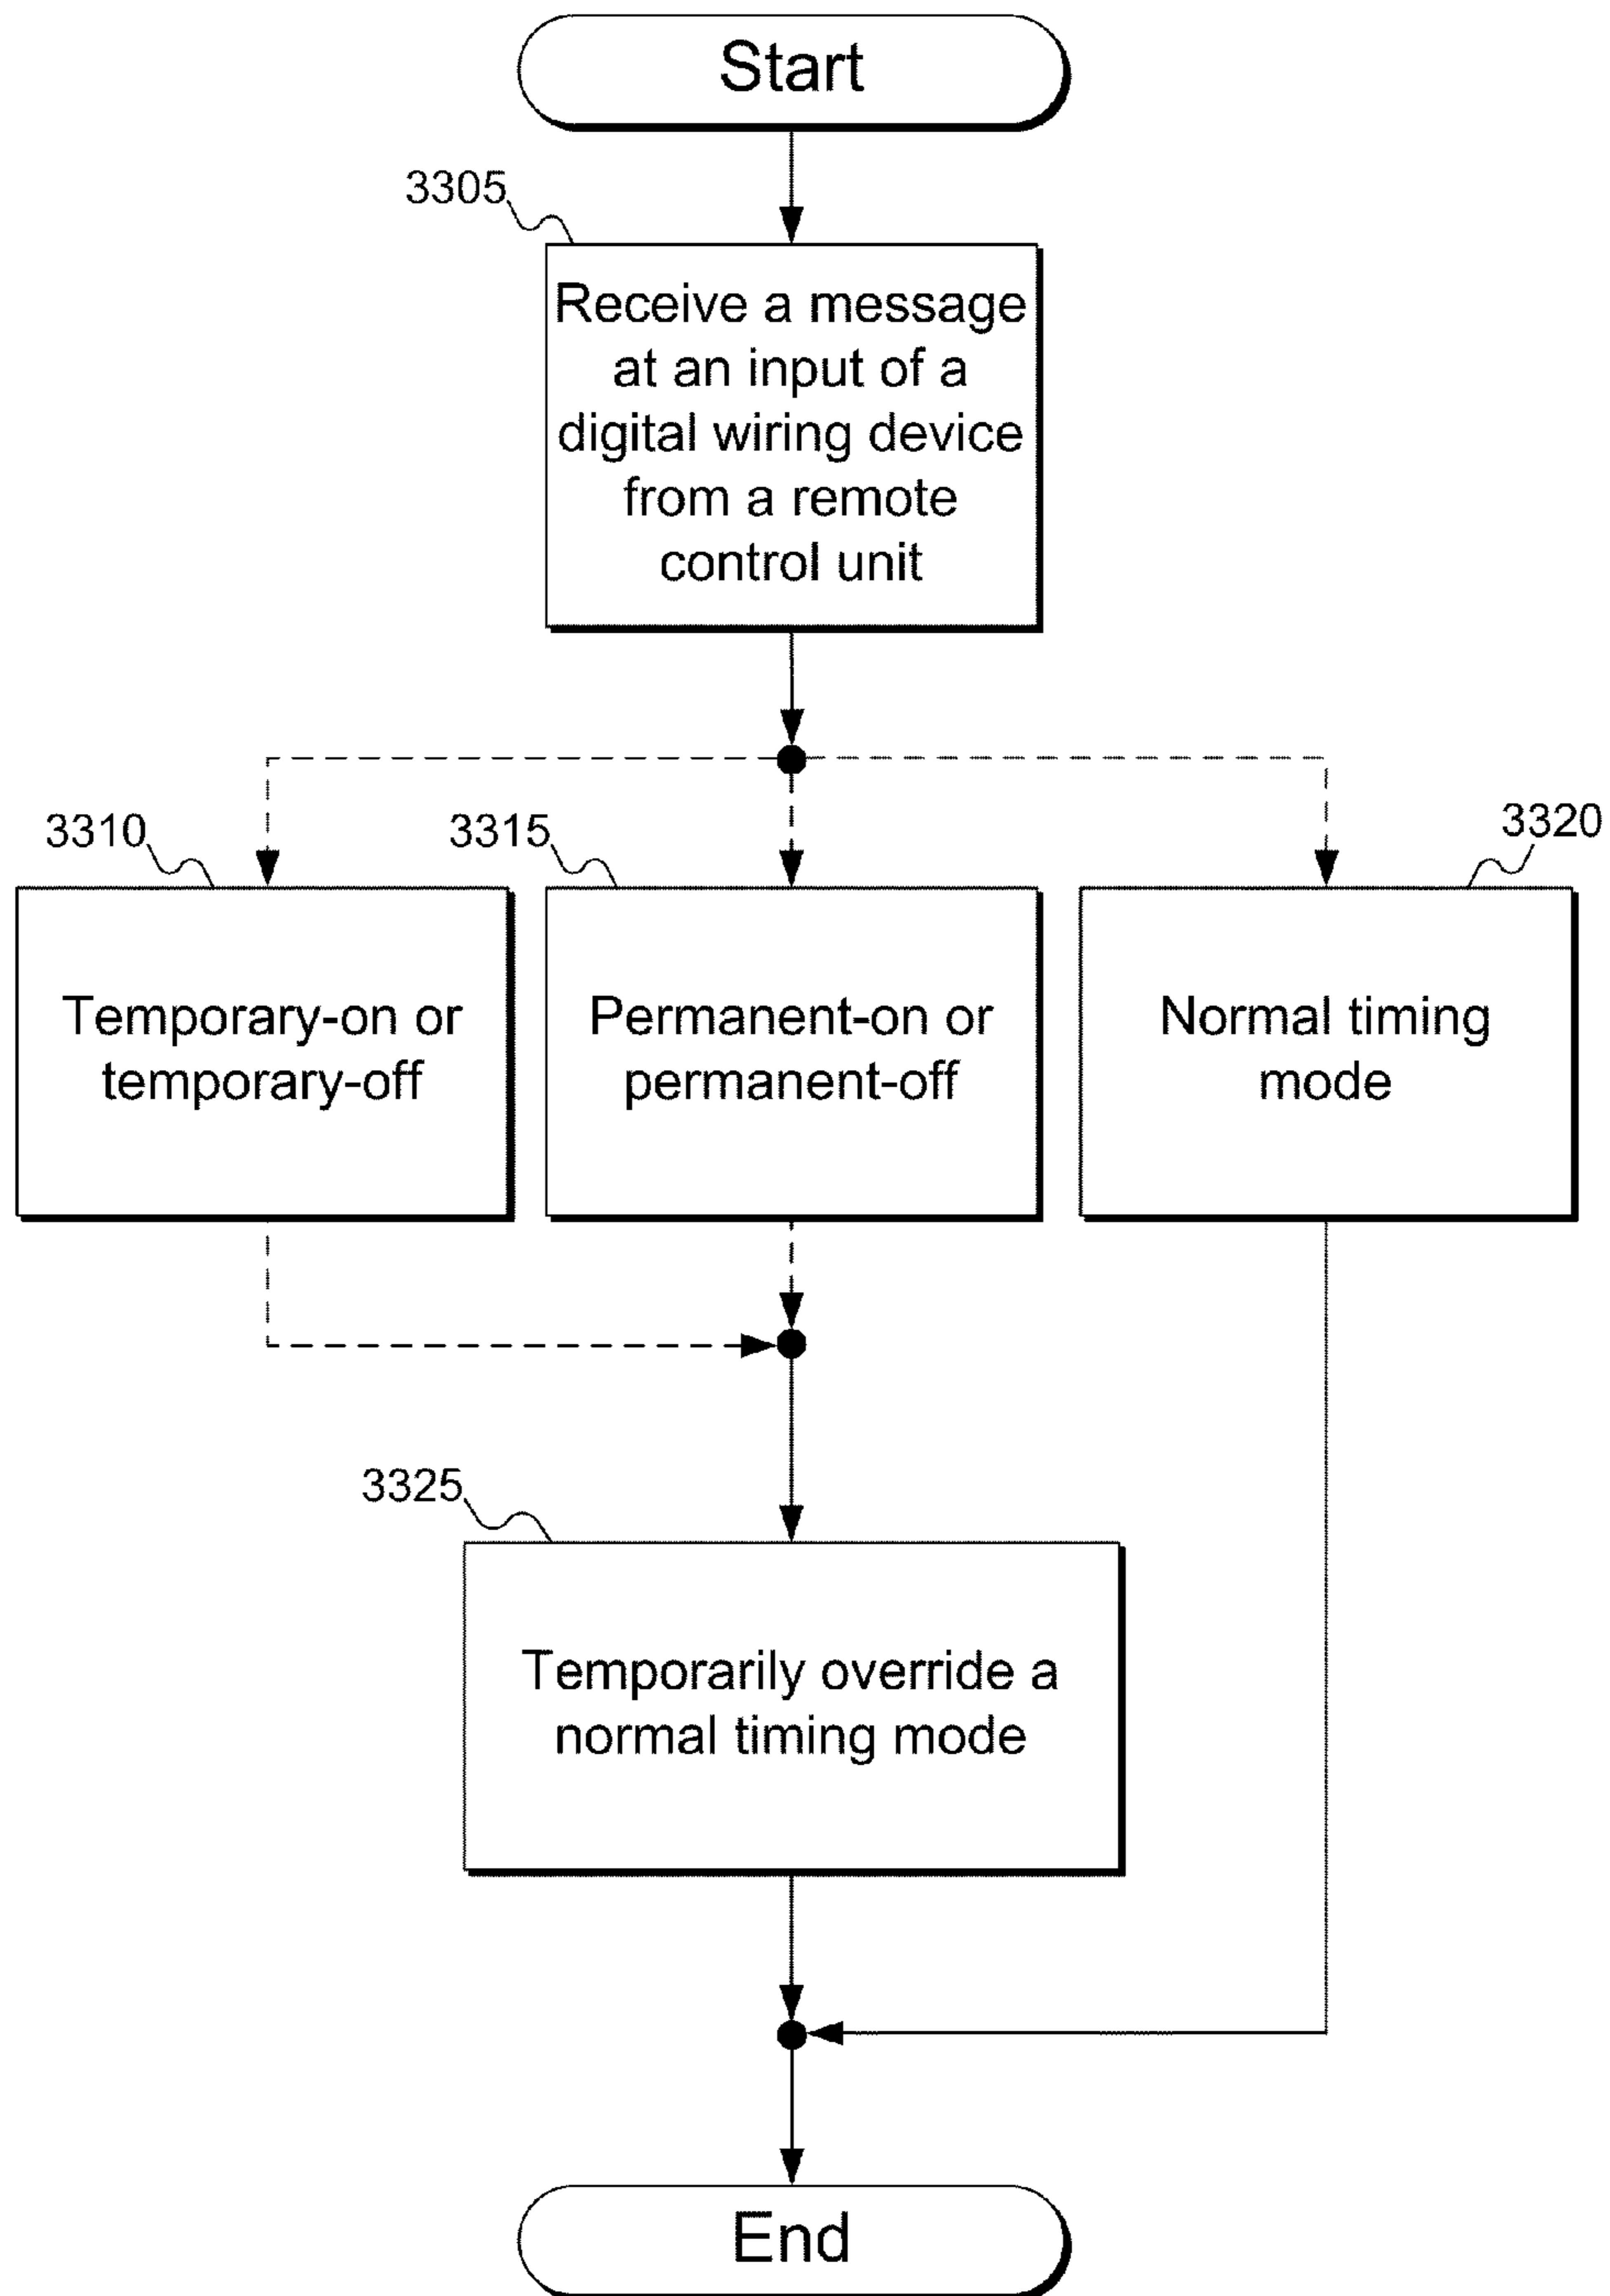 Start
3305
Receive a message
at an input of a
digital wiring device
from a remote
control unit
3310
3315
3320
Temporary-on or
temporary-off
Permanent-on or
permanent-off
Normal timing
mode
3325
Temporarily override a
normal timing mode
End